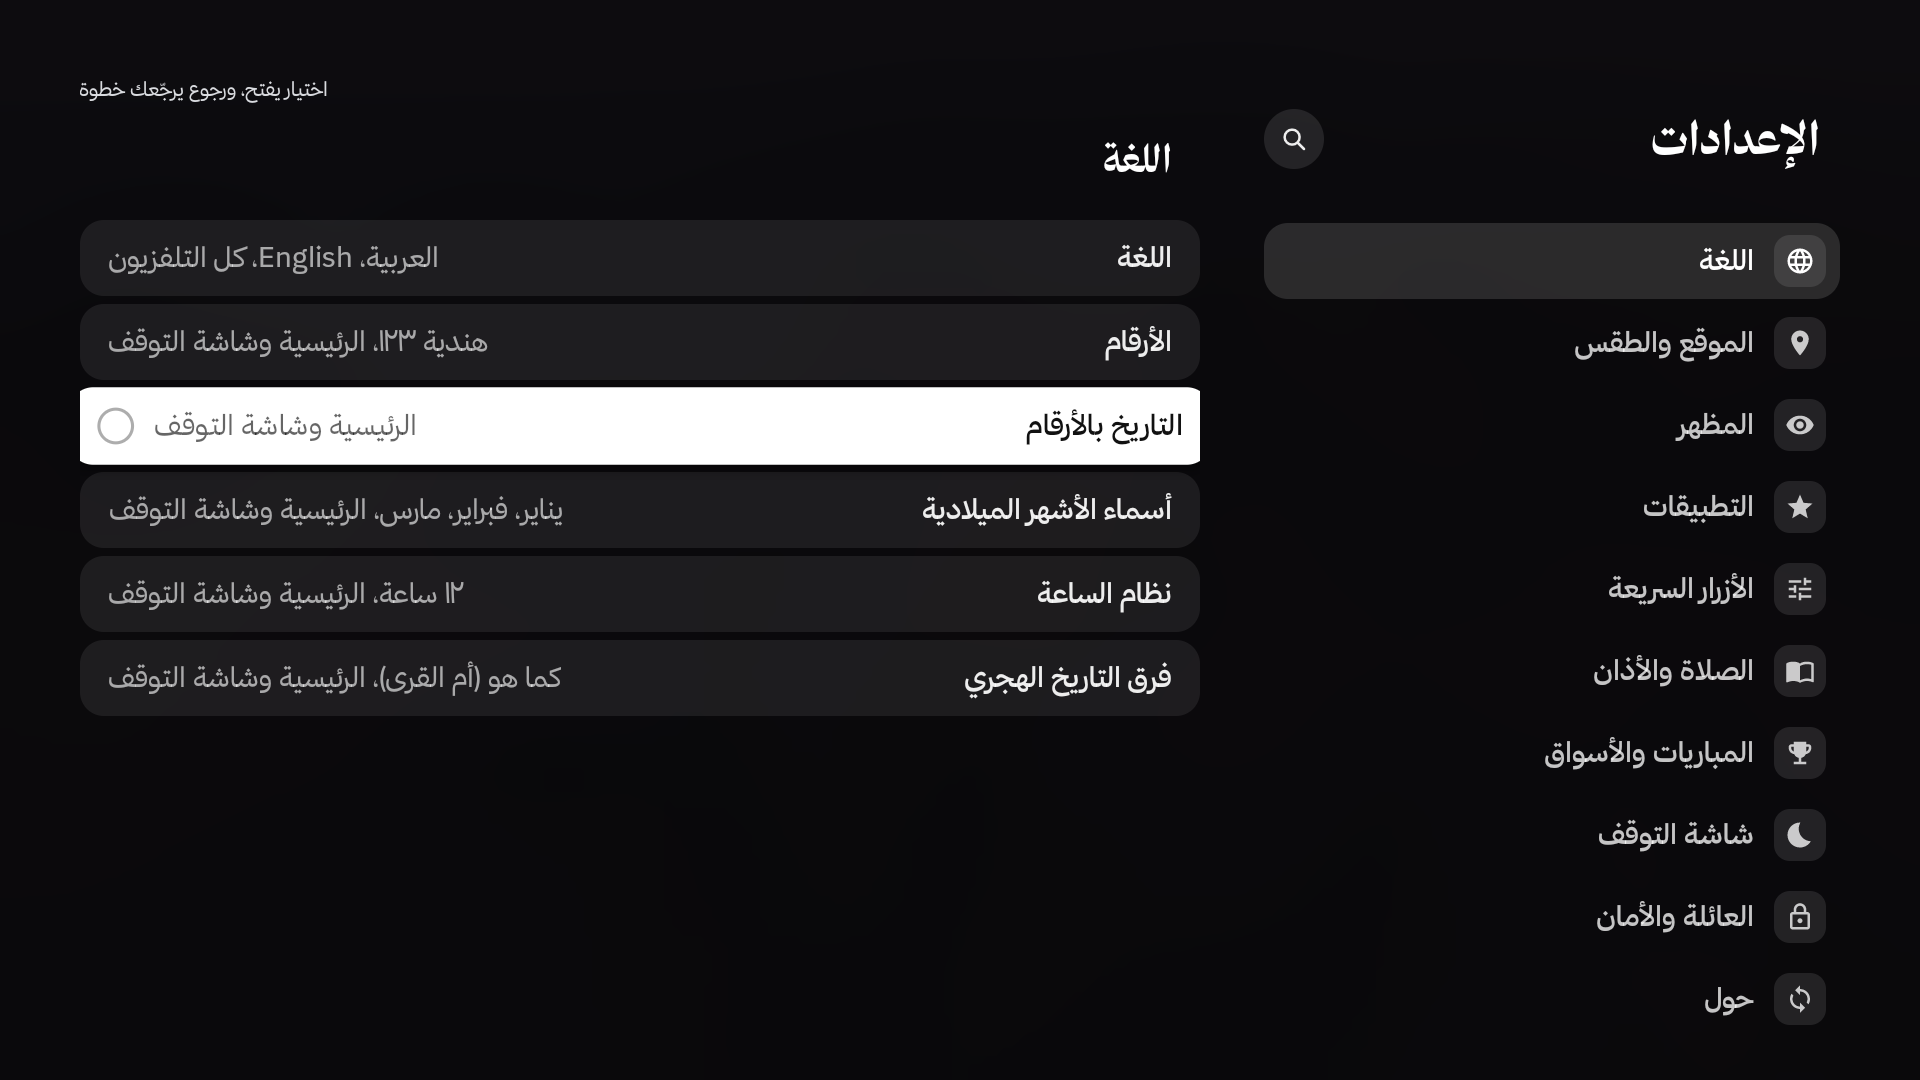 الإعدادات
اللغة
الموقع والطقس
المظهر
التطبيقات
الأزرار السريعة
الصلاة والأذان
المباريات والأسواق
شاشة التوقف
العائلة والأمان
حول
اختيار يفتح، ورجوع يرجّعك خطوة
اللغة
اللغة العربية، English، كل التلفزيون
الأرقام هندية ١٢٣، الرئيسية وشاشة التوقف
التاريخ بالأرقام الرئيسية وشاشة التوقف
أسماء الأشهر الميلادية يناير، فبراير، مارس، الرئيسية وشاشة التوقف
نظام الساعة ١٢ ساعة، الرئيسية وشاشة التوقف
فرق التاريخ الهجري كما هو (أم القرى)، الرئيسية وشاشة التوقف